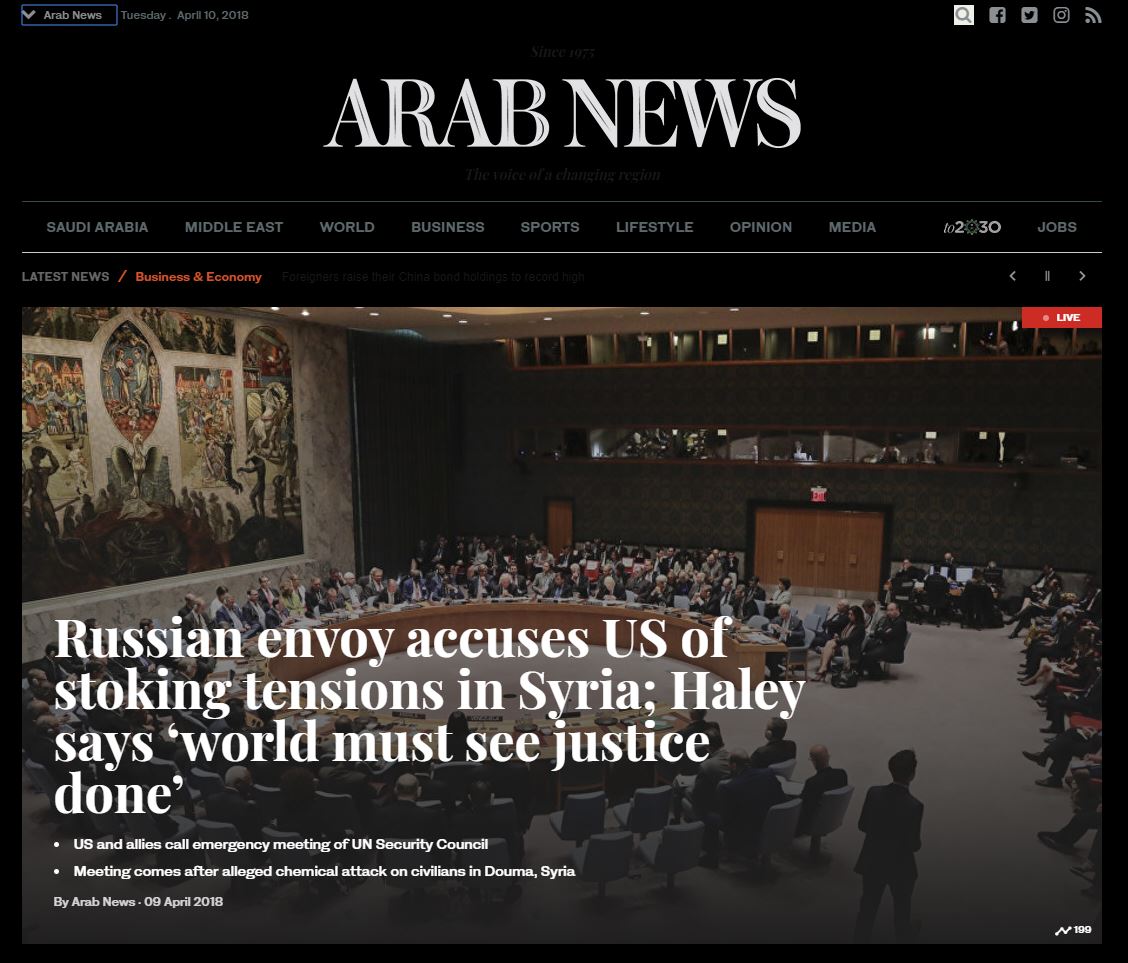 Arab News Tuesday . April 10, 2018
Since 1975
ARAB NEWS
The voice of a changing region
SAUDI ARABIA MIDDLE EAST WORLD BUSINESS SPORTS LIFESTYLE OPINION MEDIA to2030 JOBS
LATEST NEWS / Business & Economy Foreigners raise their China bond holdings to record high
LIVE
EXIT
Russian envoy accuses US of
stoking tensions in Syria; Haley
says ‘world must see justice
done’
• US and allies call emergency meeting of UN Security Council
• Meeting comes after alleged chemical attack on civilians in Douma, Syria
By Arab News · 09 April 2018
199